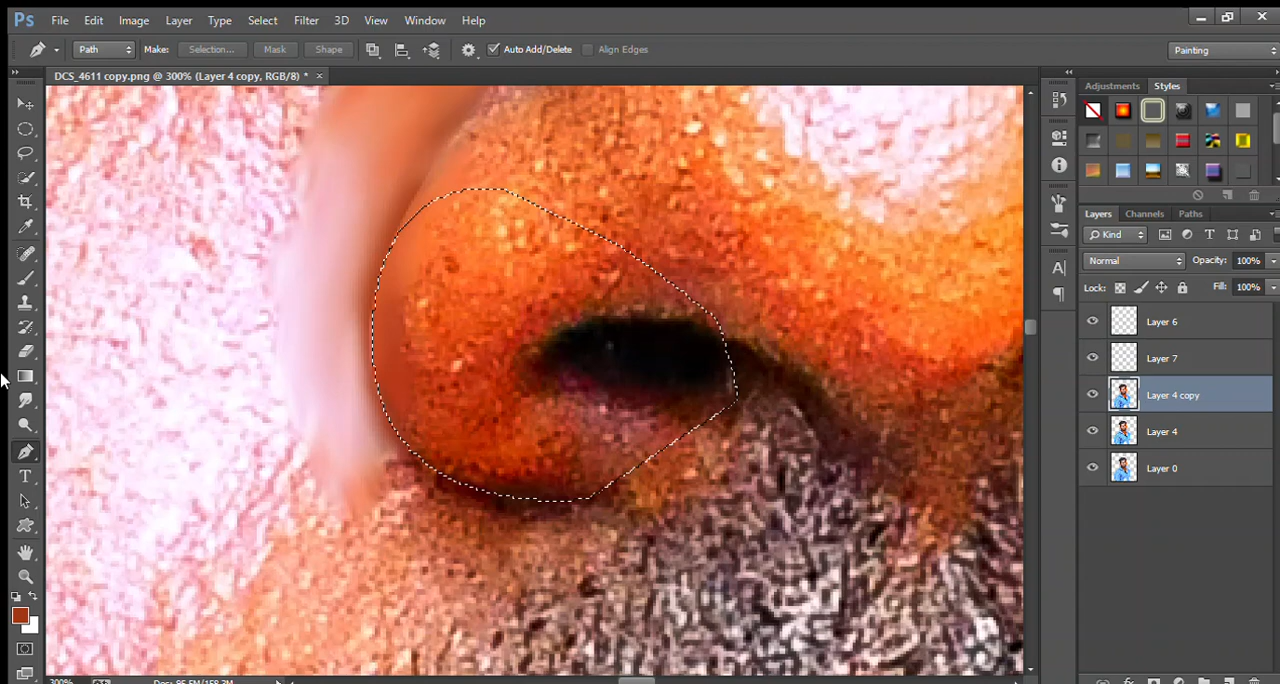 Ps File Edit Image Layer Type Select Filter 3D View Window Help
Path Make: Selection... Mask Shape Auto Add/Delete Align Edges Painting
DCS_4611 copy.png @ 300% (Layer 4 copy, RGB/8) * ×
Adjustments Styles
Layers Channels Paths
Kind
Normal Opacity: 100%
Lock: Fill: 100%
Layer 6
Layer 7
Layer 4 copy
Layer 4
Layer 0
300%